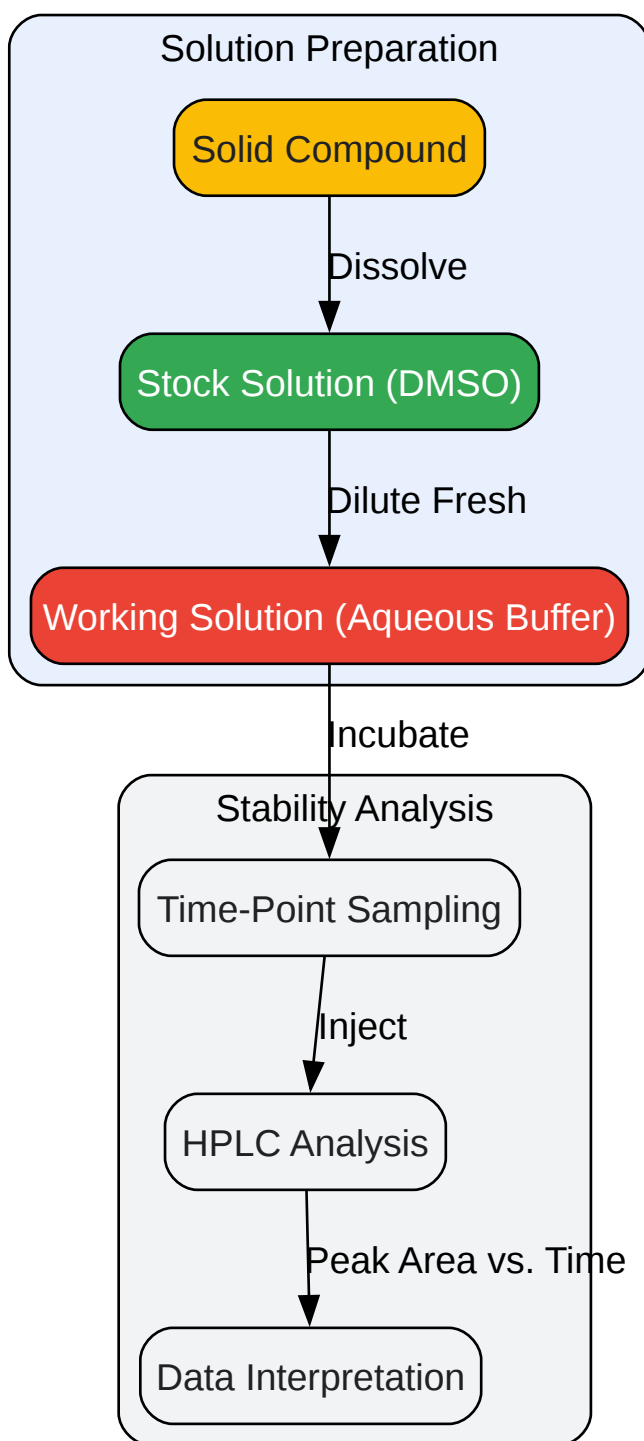 Solution Preparation
Solid Compound
Dissolve
Stock Solution (DMSO)
Dilute Fresh
Working Solution (Aqueous Buffer)
Incubate
Stability Analysis
Time-Point Sampling
Inject
HPLC Analysis
Peak Area vs. Time
Data Interpretation